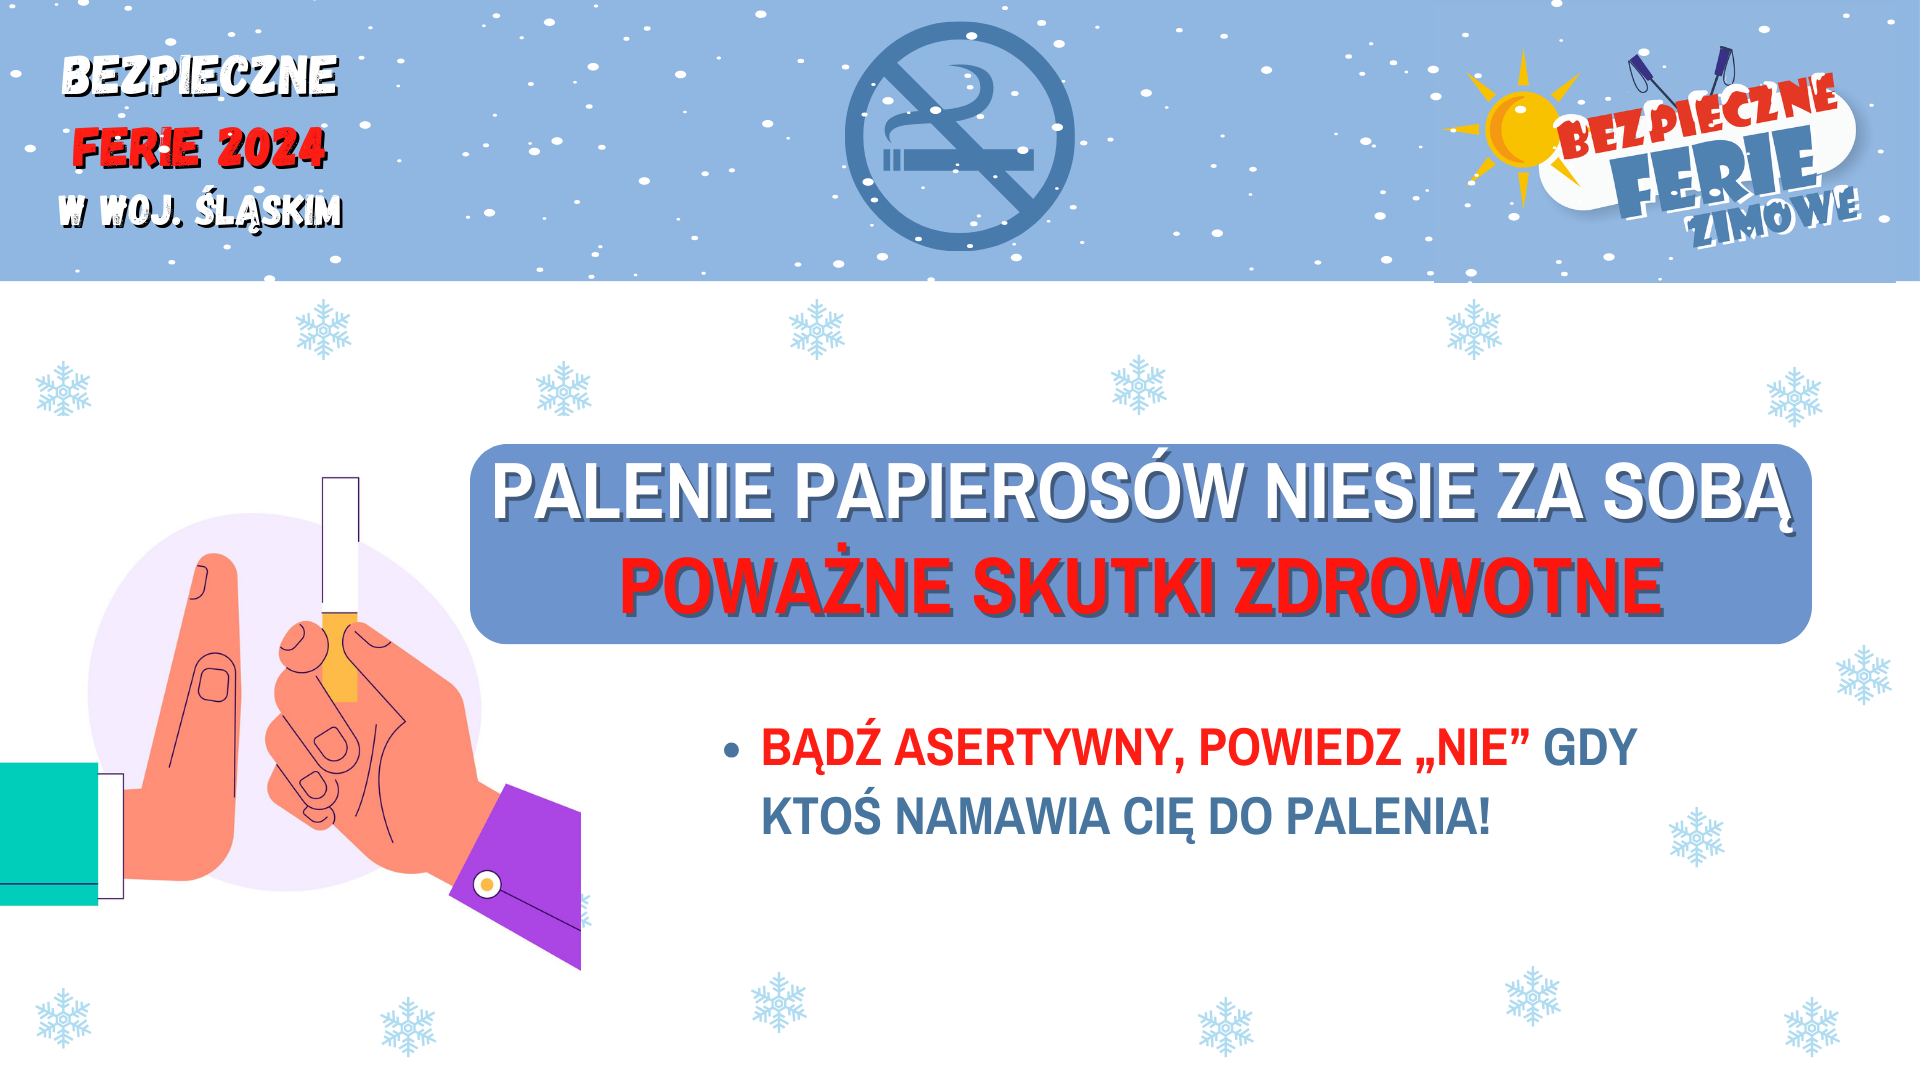 BEZPIECZNE
FERIE 2024
W WOJ. ŚLĄSKIM
BEZPIECZNE
FERIE
ZIMOWE
PALENIE PAPIEROSÓW NIESIE ZA SOBĄ
POWAŻNE SKUTKI ZDROWOTNE
• BĄDŹ ASERTYWNY, POWIEDZ „NIE” GDY
KTOŚ NAMAWIA CIĘ DO PALENIA!